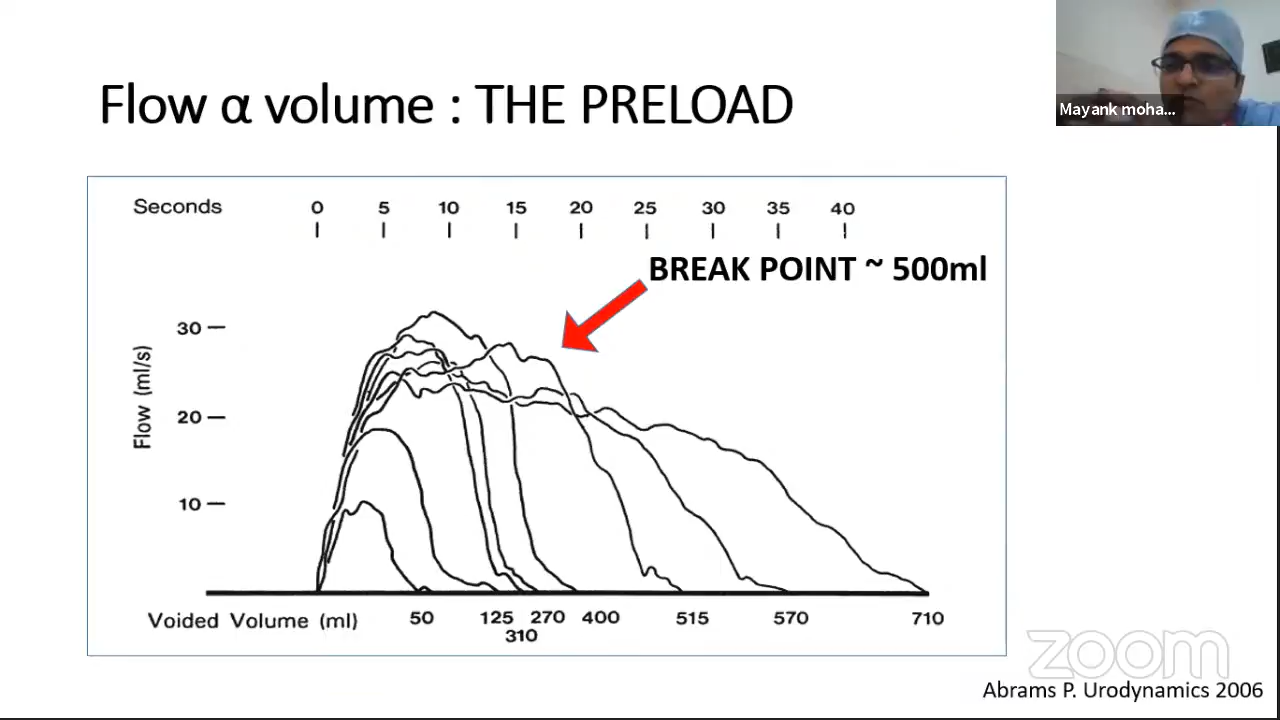 Flow α volume : THE PRELOAD
Mayank moha...
Seconds 0 5 10 15 20 25 30 35 40
BREAK POINT ~ 500ml
30
20
10
Flow (ml/s)
Voided Volume (ml) 50 125 270 400 515 570 710
310
zoom
Abrams P. Urodynamics 2006